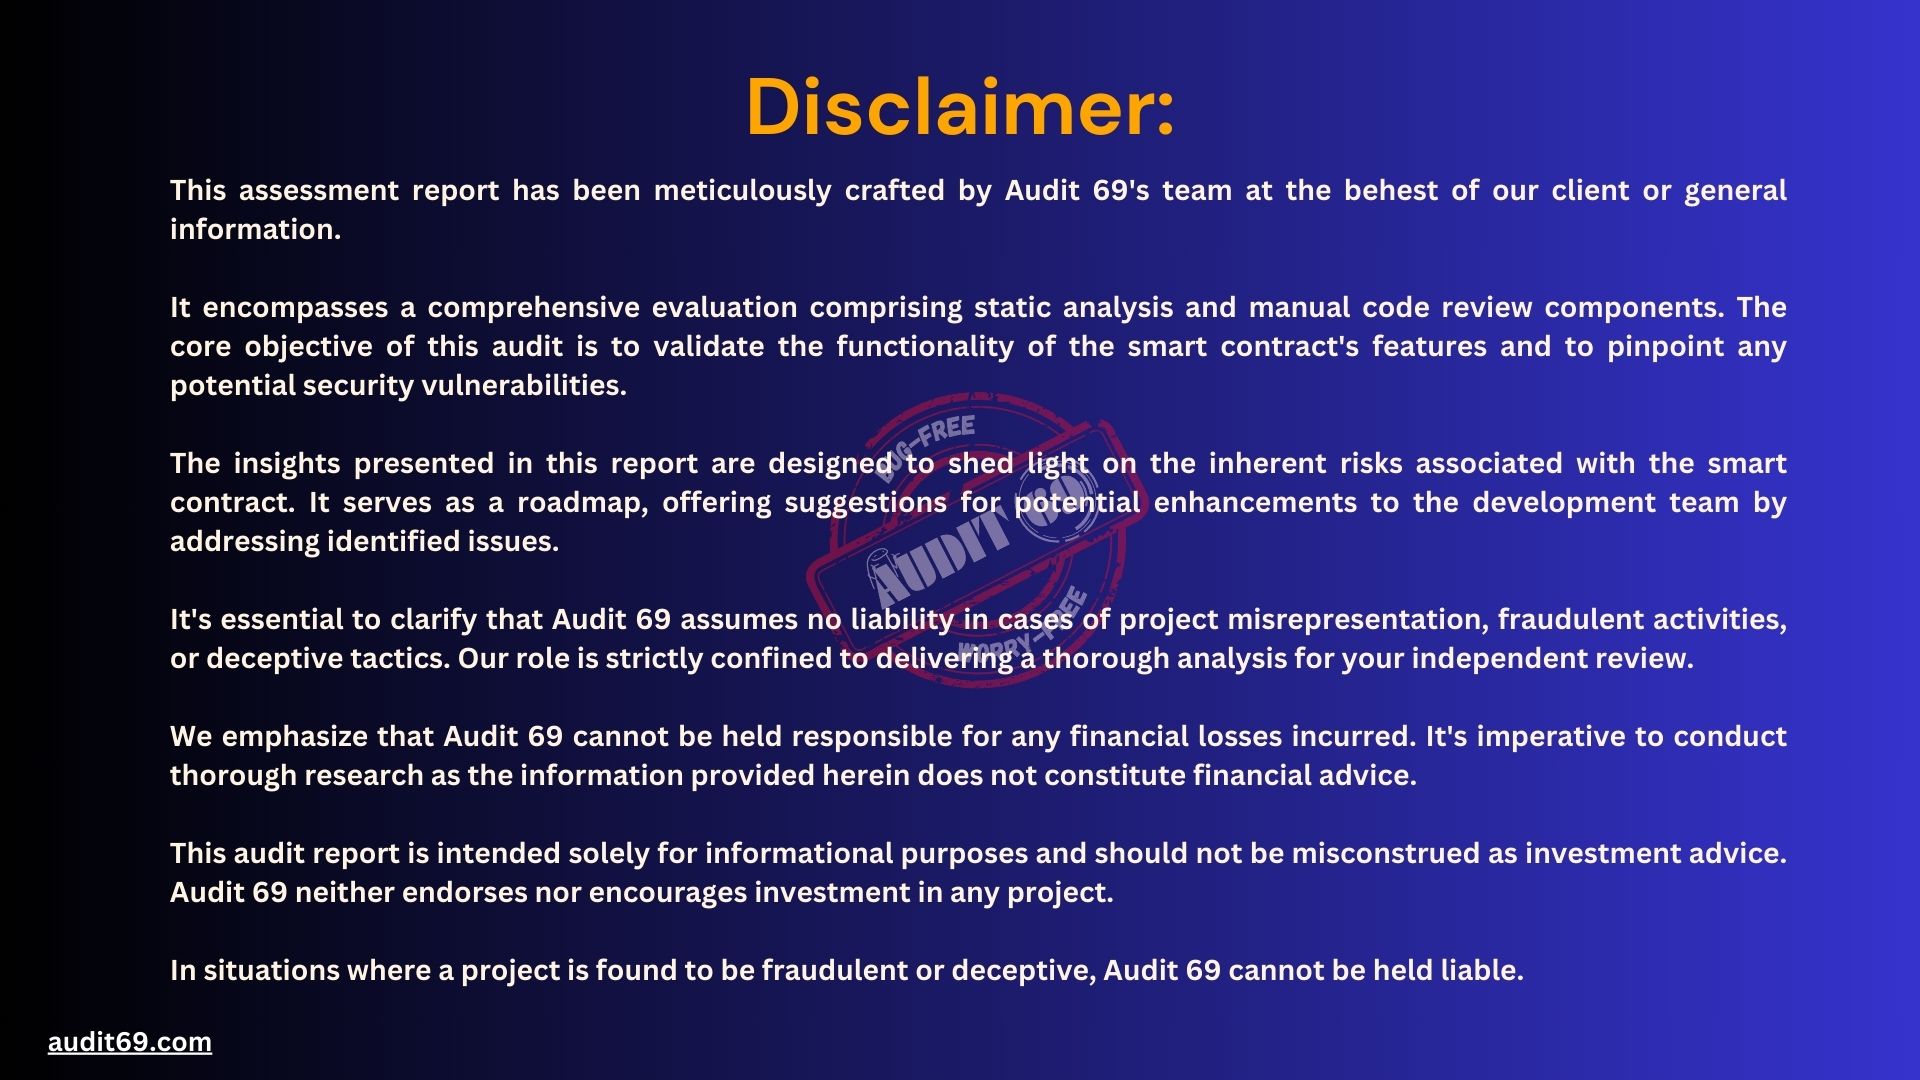 Disclaimer:
This assessment report has been meticulously crafted by Audit 69's team at the behest of our client or general
information.
It encompasses a comprehensive evaluation comprising static analysis and manual code review components. The
core objective of this audit is to validate the functionality of the smart contract's features and to pinpoint any
potential security vulnerabilities.
The insights presented in this report are designed to shed light on the inherent risks associated with the smart
contract. It serves as a roadmap, offering suggestions for potential enhancements to the development team by
addressing identified issues.
It's essential to clarify that Audit 69 assumes no liability in cases of project misrepresentation, fraudulent activities,
or deceptive tactics. Our role is strictly confined to delivering a thorough analysis for your independent review.
We emphasize that Audit 69 cannot be held responsible for any financial losses incurred. It's imperative to conduct
thorough research as the information provided herein does not constitute financial advice.
This audit report is intended solely for informational purposes and should not be misconstrued as investment advice.
Audit 69 neither endorses nor encourages investment in any project.
In situations where a project is found to be fraudulent or deceptive, Audit 69 cannot be held liable.
BUG-FREE
AUDIT 69
WORRY-FREE
audit69.com